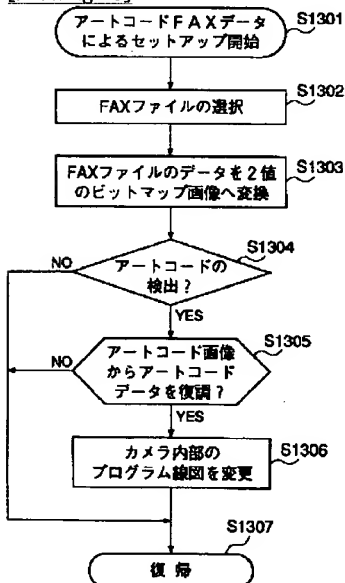 アートコードFAXデータ
によるセットアップ開始
S1301
FAXファイルの選択
S1302
FAXファイルのデータを2値
のビットマップ画像へ変換
S1303
アートコードの
検出?
S1304
NO
YES
アートコード画像
からアートコード
データを復調?
S1305
NO
YES
カメラ内部の
プログラム線図を変更
S1306
復帰
S1307